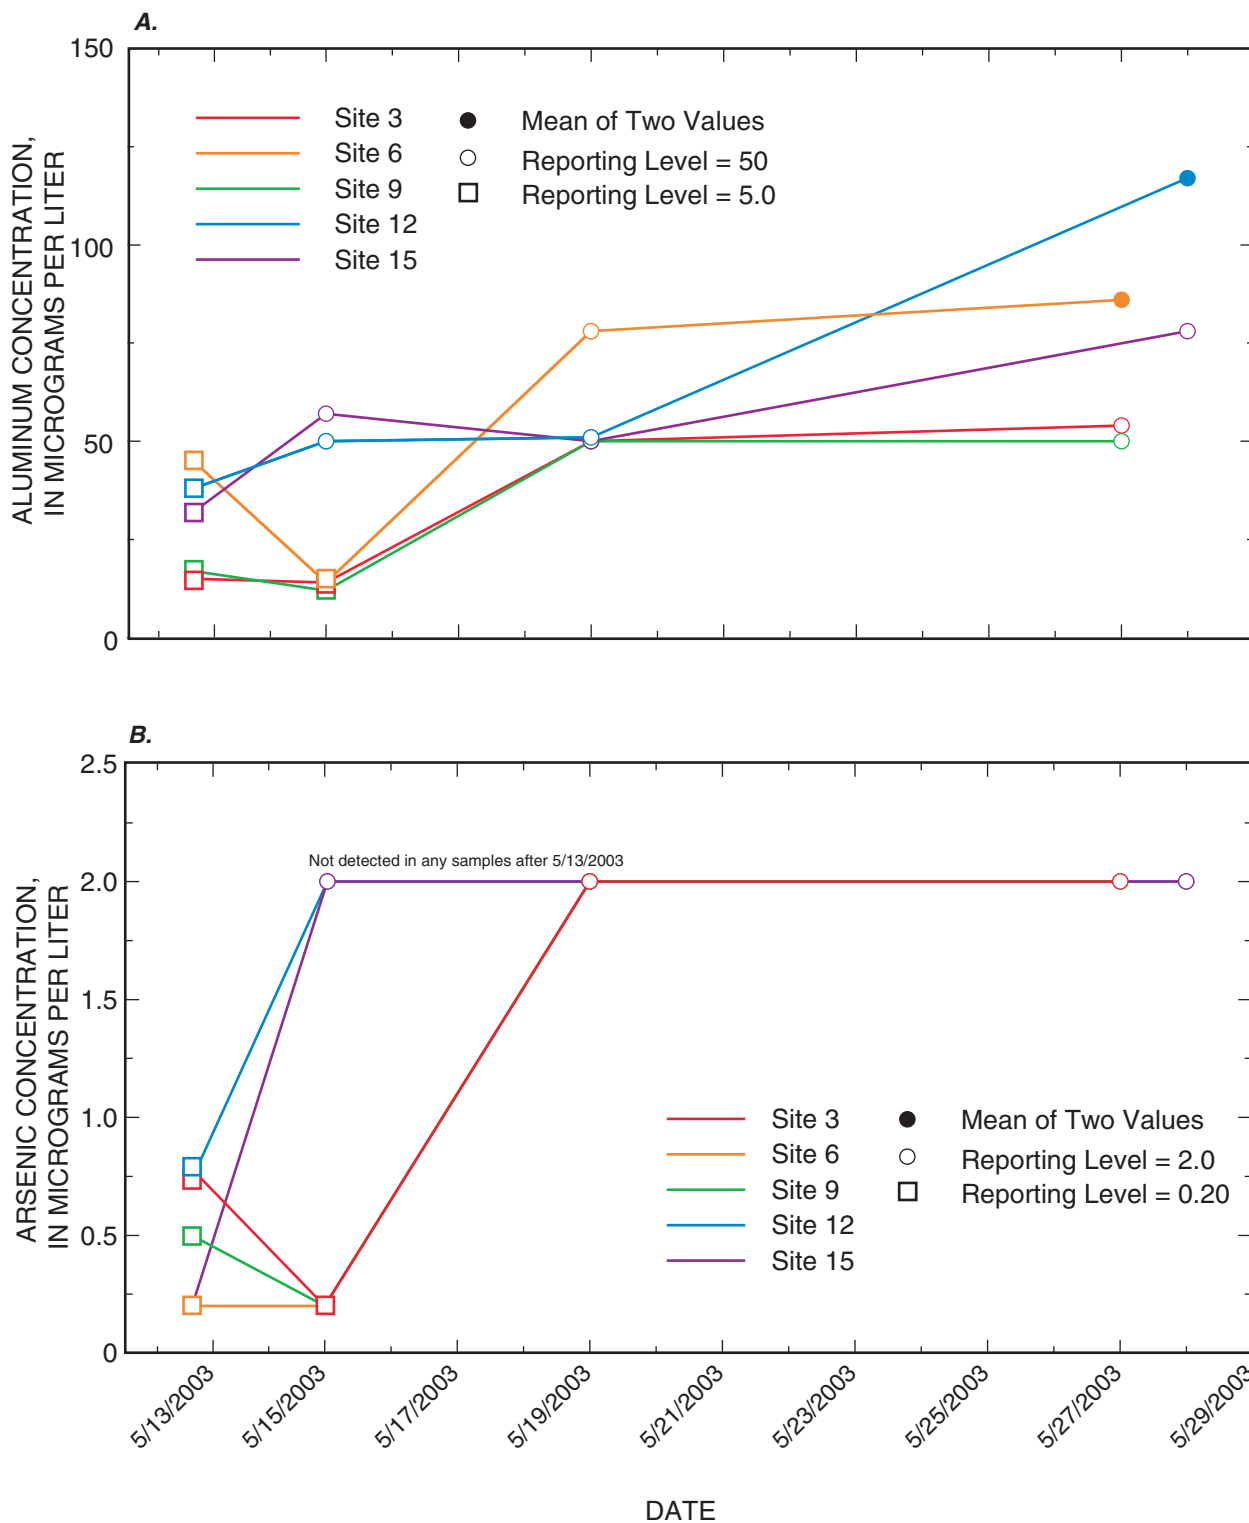 A.
150
100
50
0
ALUMINUM CONCENTRATION,
IN MICROGRAMS PER LITER
Site 3
Site 6
Site 9
Site 12
Site 15
Mean of Two Values
Reporting Level = 50
Reporting Level = 5.0
B.
2.5
2.0
1.5
1.0
0.5
0
ARSENIC CONCENTRATION,
IN MICROGRAMS PER LITER
Not detected in any samples after 5/13/2003
Site 3
Site 6
Site 9
Site 12
Site 15
Mean of Two Values
Reporting Level = 2.0
Reporting Level = 0.20
5/13/2003
5/15/2003
5/17/2003
5/19/2003
5/21/2003
5/23/2003
5/25/2003
5/27/2003
5/29/2003
DATE